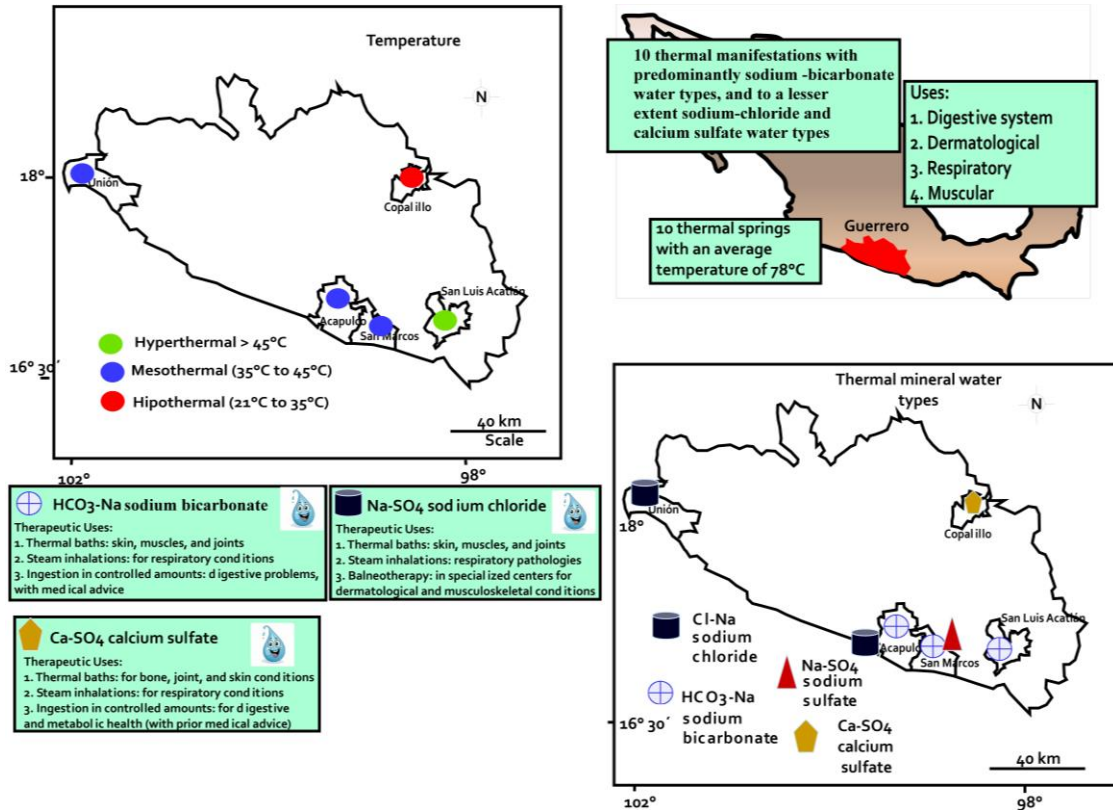 Temperature
N
18°
Unión
Copal illo
San Luis Acatlán
Acapulco
San Marcos
Hyperthermal > 45°C
Mesothermal (35°C to 45°C)
Hipothermal (21°C to 35°C)
16 30´
40 km
Scale
102°
98°
10 thermal manifestations with
predominantly sodium -bicarbonate
water types, and to a lesser
extent sodium-chloride and
calcium sulfate water types
Uses:
1. Digestive system
2. Dermatological
3. Respiratory
4. Muscular
10 thermal springs
with an average
temperature of 78°C
Guerrero
HCO3-Na sodium bicarbonate
Therapeutic Uses:
1. Thermal baths: skin, muscles, and joints
2. Steam inhalations: for respiratory conditions
3. Ingestion in controlled amounts: digestive problems,
with medical advice
Na-SO4 sodium chloride
Therapeutic Uses:
1. Thermal baths: skin, muscles, and joints
2. Steam inhalations: respiratory pathologies
3. Balneotherapy: in specialized centers for
dermatological and musculoskeletal conditions
Ca-SO4 calcium sulfate
Therapeutic Uses:
1. Thermal baths: for bone, joint, and skin conditions
2. Steam inhalations: for respiratory conditions
3. Ingestion in controlled amounts: for digestive
and metabolic health (with prior medical advice)
Thermal mineral water
types
N
Unión
18°
Copal illo
San Luis Acatlán
Acapulco
San Marcos
Cl-Na
sodium
chloride
Na-SO4
sodium
sulfate
HCO3-Na
sodium
bicarbonate
Ca-SO4
calcium
sulfate
16° 30´
40 km
102°
98°